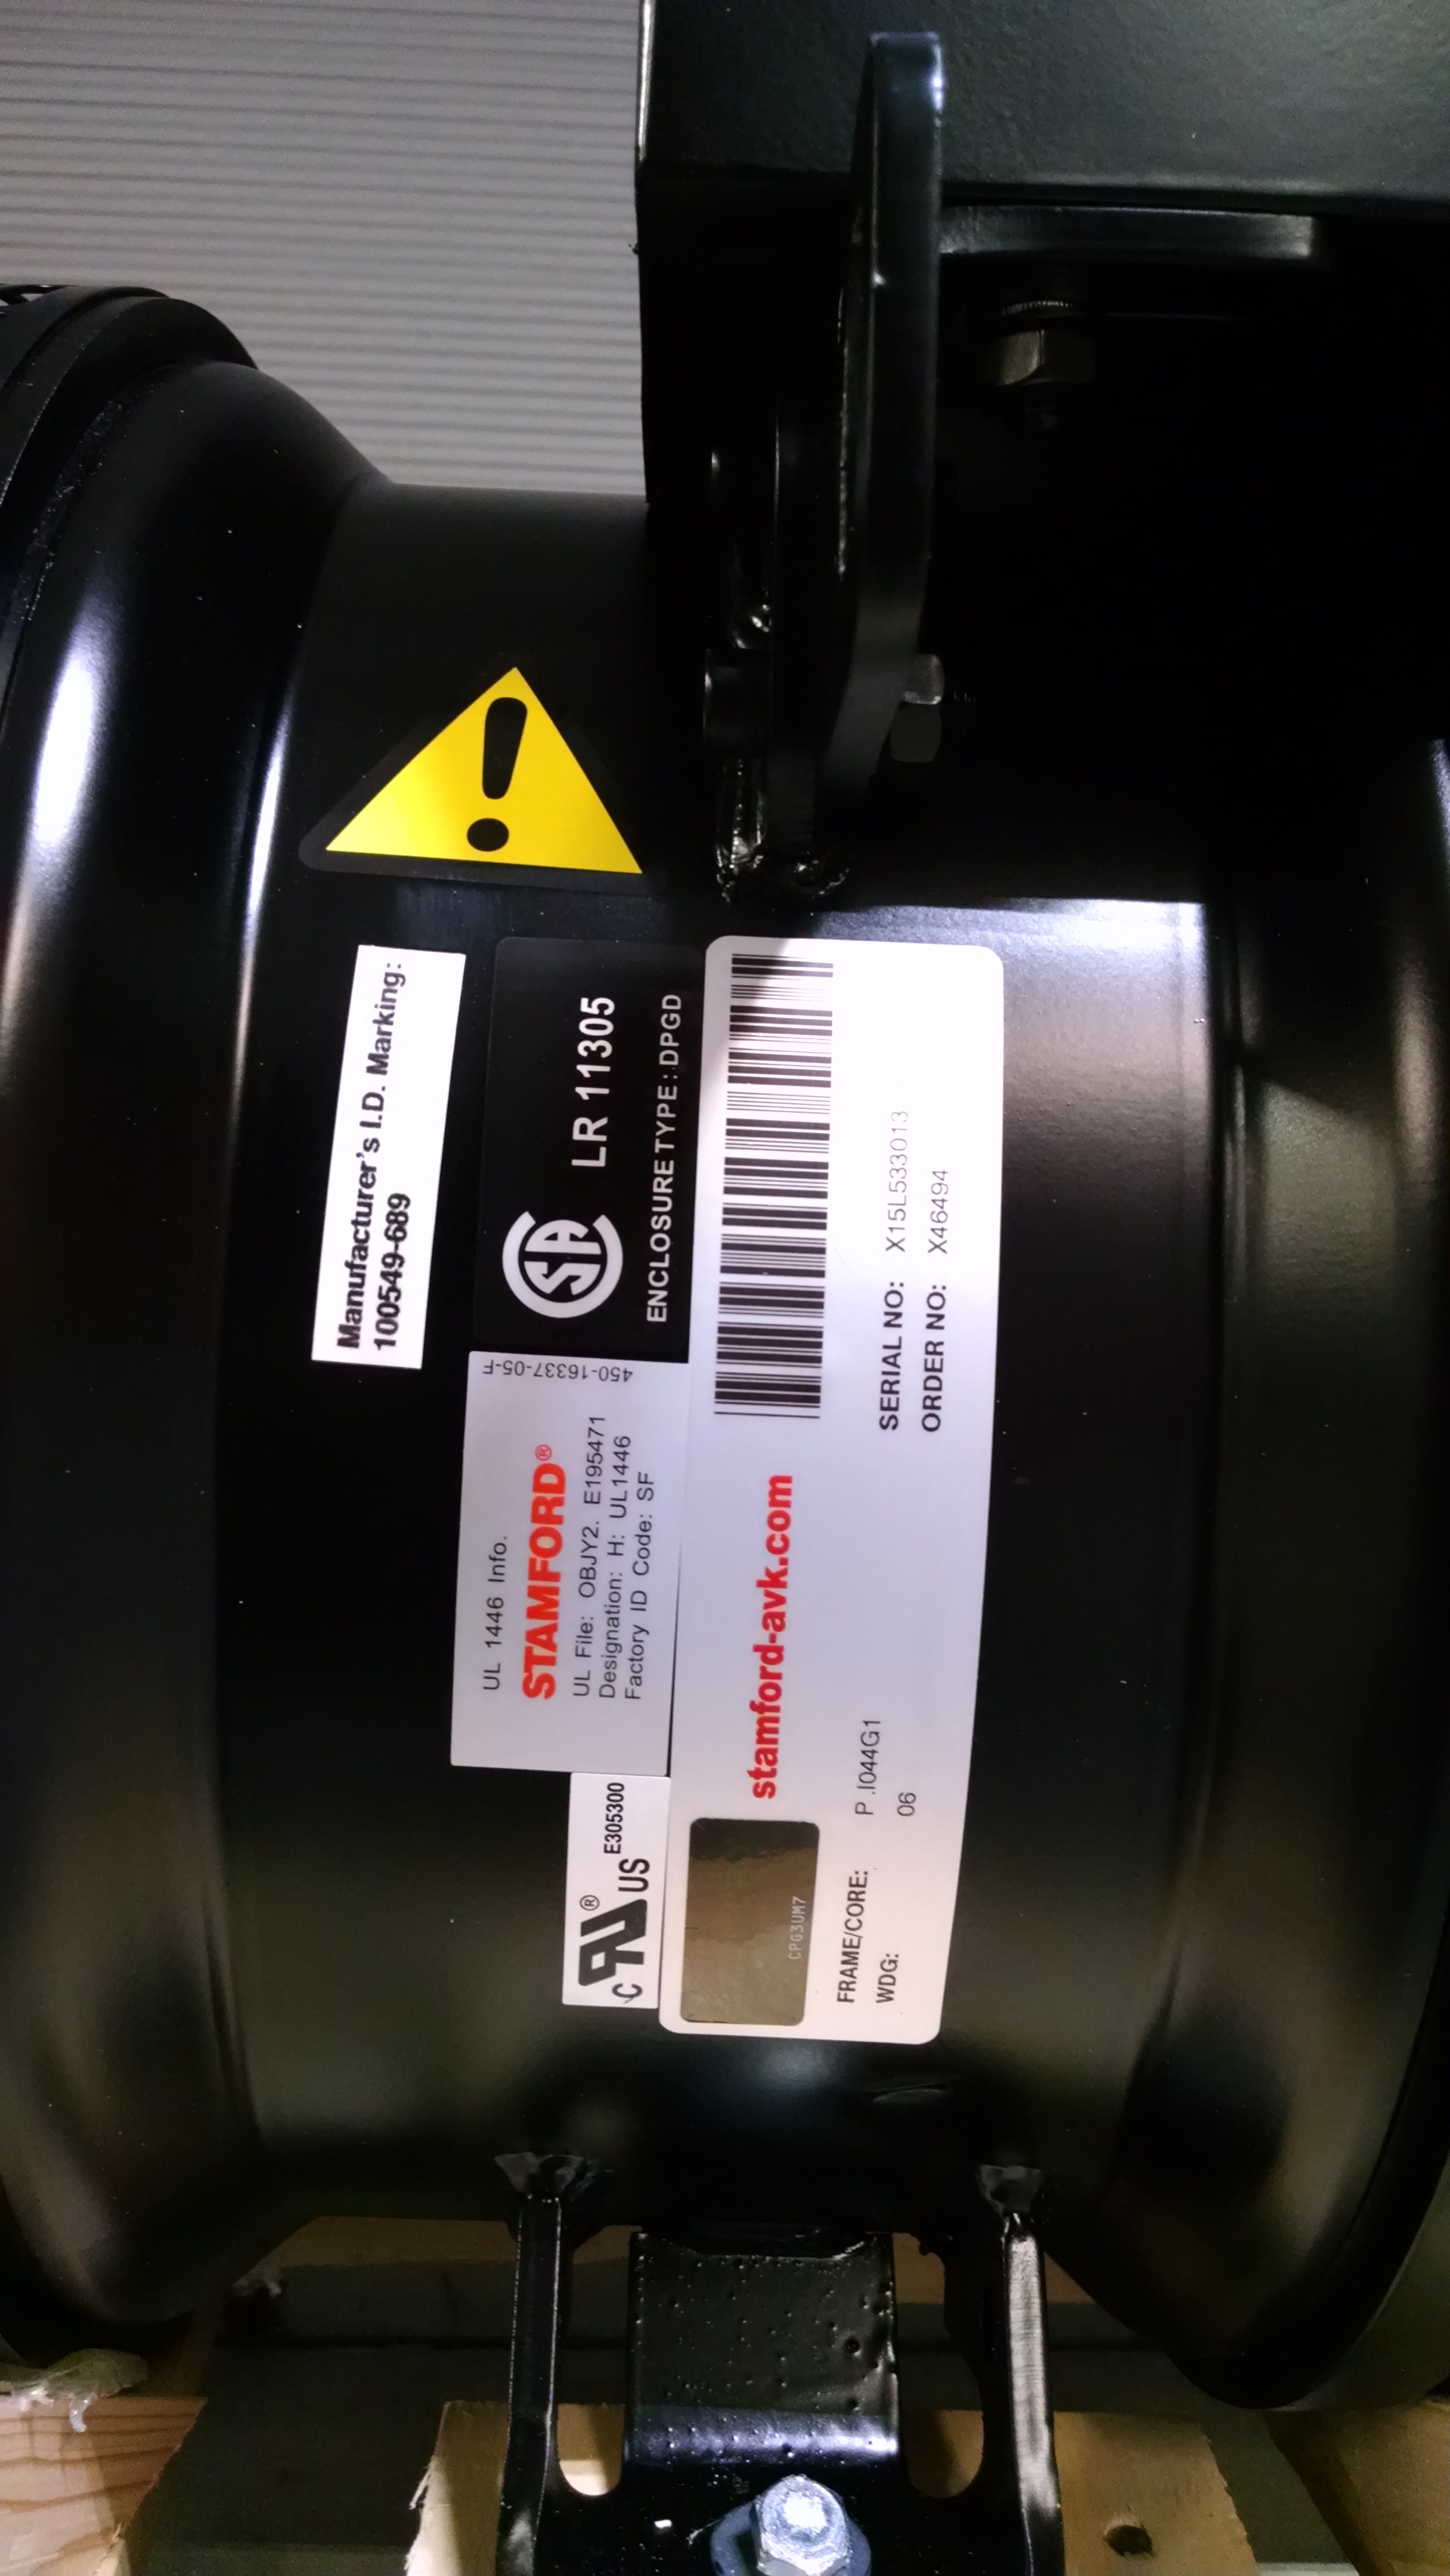 Manufacturer's I.D. Marking:
100549-689
LR 11305
ENCLOSURE TYPE: DPGD
450-16337-05-F
UL 1446 Info.
STAMFORD®
UL File: OBJY2. E195471
Designation: H: UL1446
Factory ID Code: SF
c RU ® US E305300
stamford-avk.com
CPG3UM7
SERIAL NO: X15L533013
ORDER NO: X46494
FRAME/CORE: P .I044G1
WDG: 06